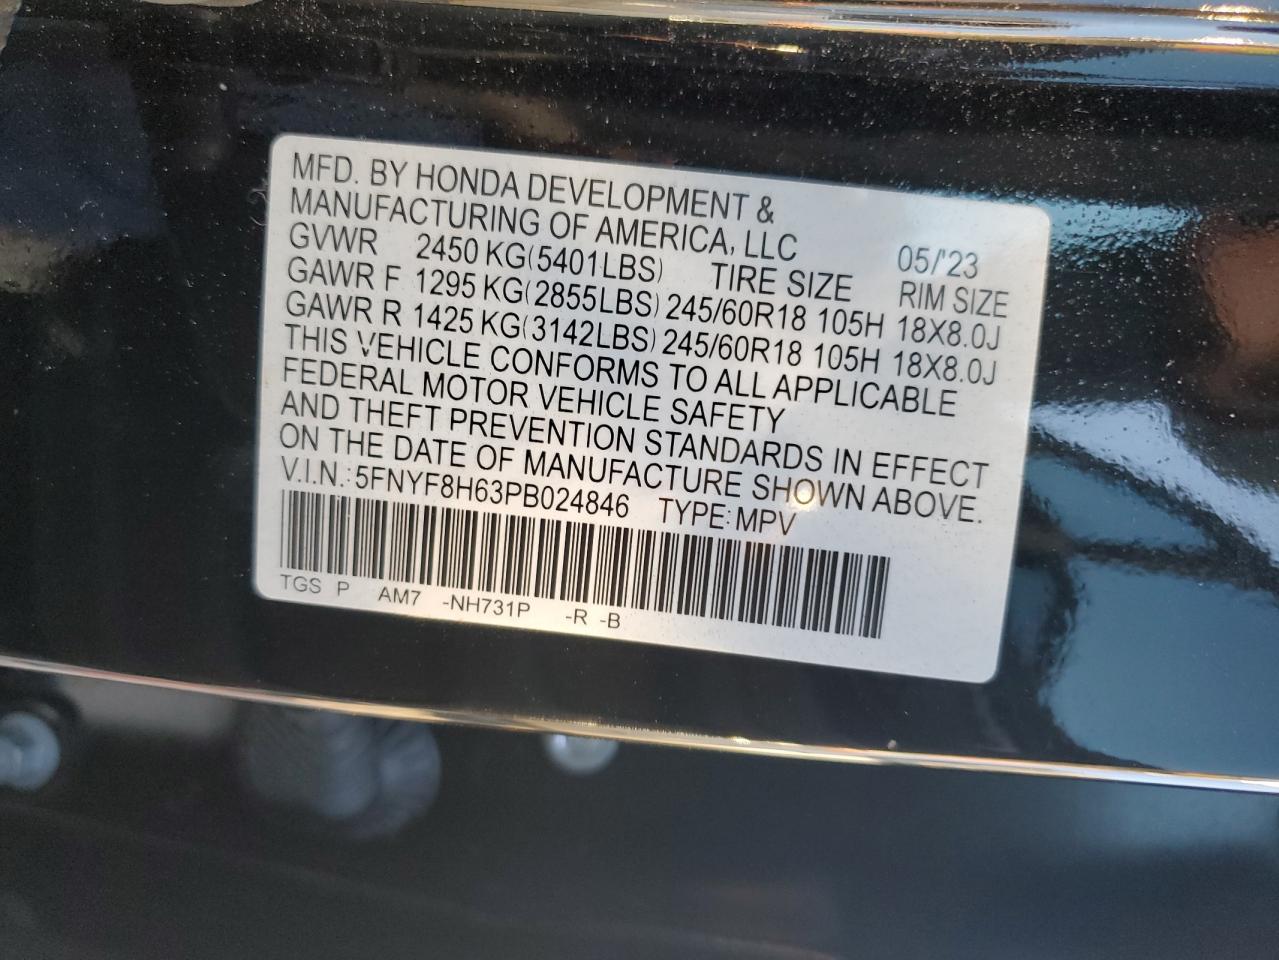 MFD. BY HONDA DEVELOPMENT &
MANUFACTURING OF AMERICA, LLC 05/'23
GVWR 2450 KG(5401LBS) TIRE SIZE RIM SIZE
GAWR F 1295 KG(2855LBS) 245/60R18 105H 18X8.0J
GAWR R 1425 KG(3142LBS) 245/60R18 105H 18X8.0J
THIS VEHICLE CONFORMS TO ALL APPLICABLE
FEDERAL MOTOR VEHICLE SAFETY
AND THEFT PREVENTION STANDARDS IN EFFECT
ON THE DATE OF MANUFACTURE SHOWN ABOVE.
V.I.N.: 5FNYF8H63PB024846 TYPE: MPV
TGS P AM7 -NH731P -R -B